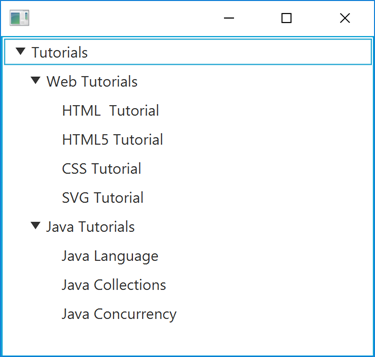 Tutorials
Web Tutorials
HTML  Tutorial
HTML5 Tutorial
CSS Tutorial
SVG Tutorial
Java Tutorials
Java Language
Java Collections
Java Concurrency